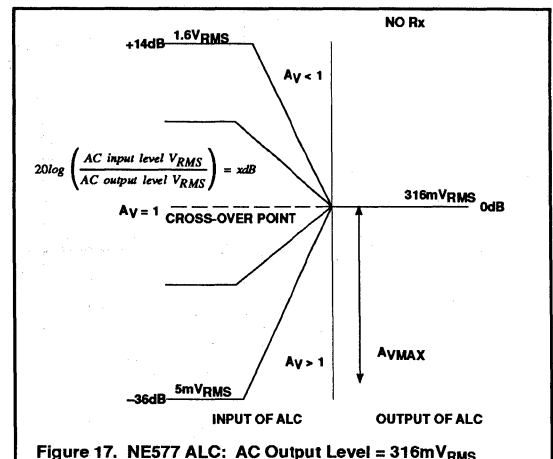 NO Rx
+14dB 1.6VRMS
AV < 1
20log (AC input level VRMS / AC output level VRMS) = xdB
316mVRMS
0dB
AV = 1
CROSS-OVER POINT
AV > 1
AVMAX
–36dB 5mVRMS
INPUT OF ALC OUTPUT OF ALC
Figure 17. NE577 ALC: AC Output Level = 316mVRMS